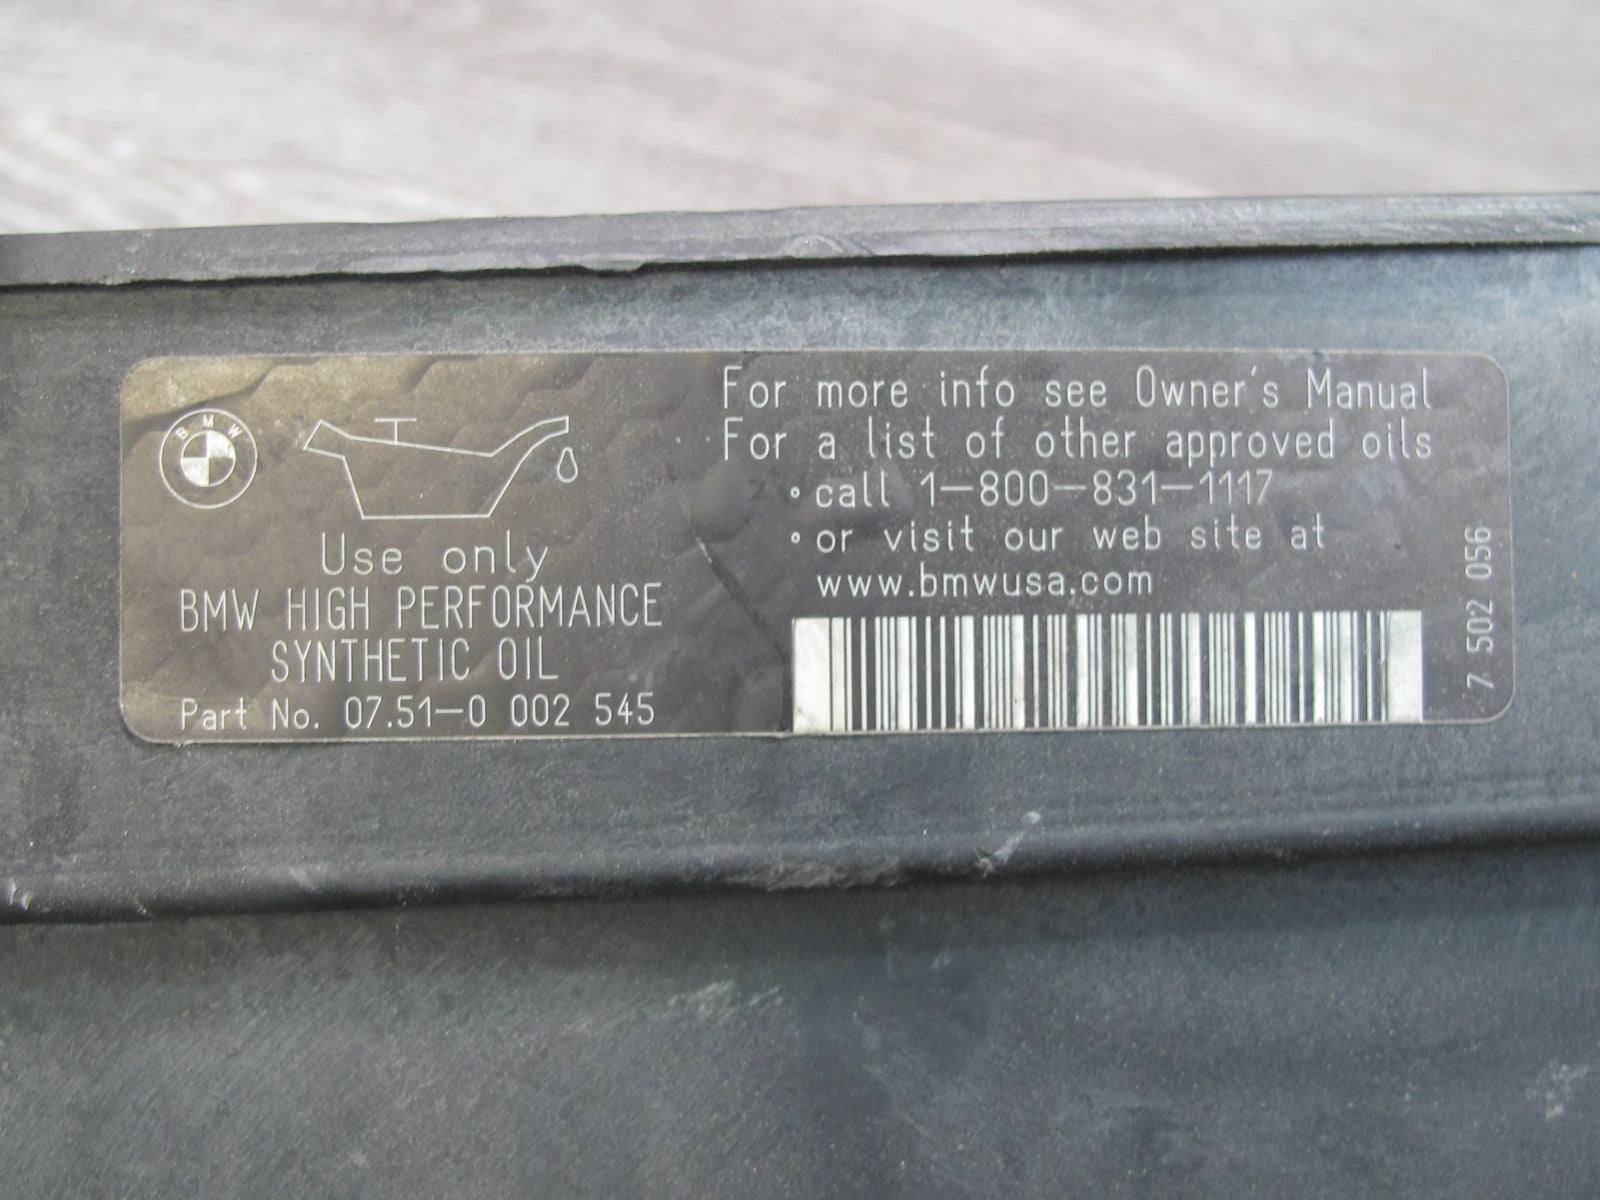 BMW
Use only
BMW HIGH PERFORMANCE
SYNTHETIC OIL
Part No. 07.51-0 002 545
For more info see Owner's Manual
For a list of other approved oils
• call 1-800-831-1117
• or visit our web site at
www.bmwusa.com
7 502 056